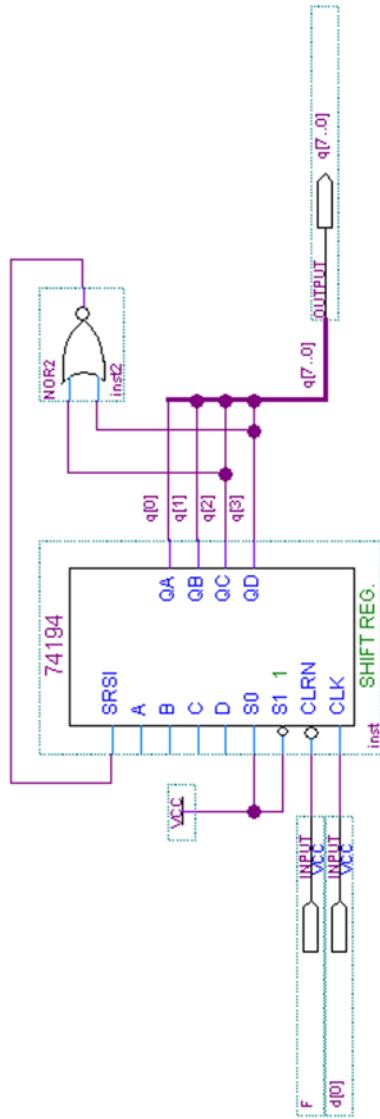 NOR2
inst2
74194
SRSI
A
B
C
D
S0
S1 1
CLRN
CLK
QA
QB
QC
QD
SHIFT REG.
inst
VCC
q[0]
q[1]
q[2]
q[3]
q[7..0]
OUTPUT
q[7..0]
F
INPUT
VCC
d[0]
INPUT
VCC